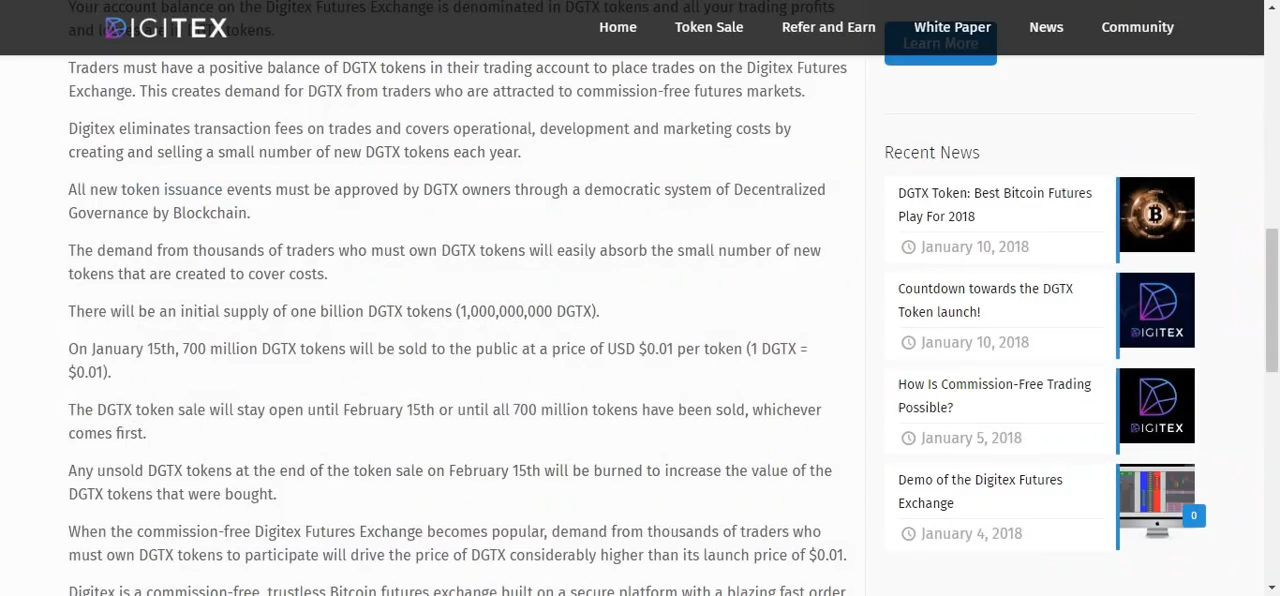 Your account balance on the Digitex Futures Exchange is denominated in DGTX tokens and all your trading profits
and losses are in DGTX tokens.
DIGITEX
Home
Token Sale
Refer and Earn
White Paper
News
Community
Traders must have a positive balance of DGTX tokens in their trading account to place trades on the Digitex Futures
Exchange. This creates demand for DGTX from traders who are attracted to commission-free futures markets.
Digitex eliminates transaction fees on trades and covers operational, development and marketing costs by
creating and selling a small number of new DGTX tokens each year.
All new token issuance events must be approved by DGTX owners through a democratic system of Decentralized
Governance by Blockchain.
The demand from thousands of traders who must own DGTX tokens will easily absorb the small number of new
tokens that are created to cover costs.
There will be an initial supply of one billion DGTX tokens (1,000,000,000 DGTX).
On January 15th, 700 million DGTX tokens will be sold to the public at a price of USD $0.01 per token (1 DGTX =
$0.01).
The DGTX token sale will stay open until February 15th or until all 700 million tokens have been sold, whichever
comes first.
Any unsold DGTX tokens at the end of the token sale on February 15th will be burned to increase the value of the
DGTX tokens that were bought.
When the commission-free Digitex Futures Exchange becomes popular, demand from thousands of traders who
must own DGTX tokens to participate will drive the price of DGTX considerably higher than its launch price of $0.01.
Digitex is a commission-free, trustless Bitcoin futures exchange built on a secure platform with a blazing fast order
Learn More
Recent News
DGTX Token: Best Bitcoin Futures
Play For 2018
January 10, 2018
Countdown towards the DGTX
Token launch!
January 10, 2018
DIGITEX
How Is Commission-Free Trading
Possible?
January 5, 2018
DIGITEX
Demo of the Digitex Futures
Exchange
January 4, 2018
0